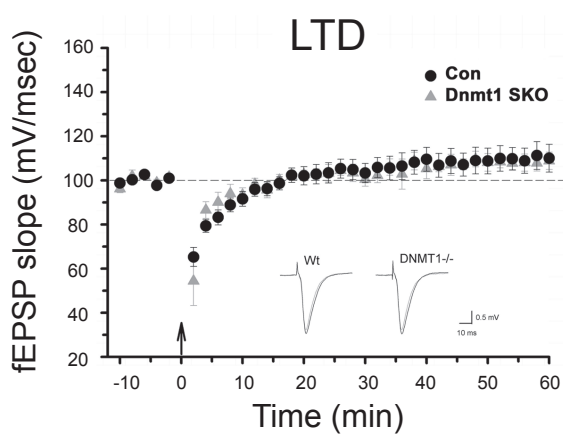 LTD
fEPSP slope (mV/msec)
160
140
120
100
80
60
40
20
Con
Dnmt1 SKO
Wt
DNMT1-/-
0.5 mV
10 ms
-10
0
10
20
30
40
50
60
Time (min)